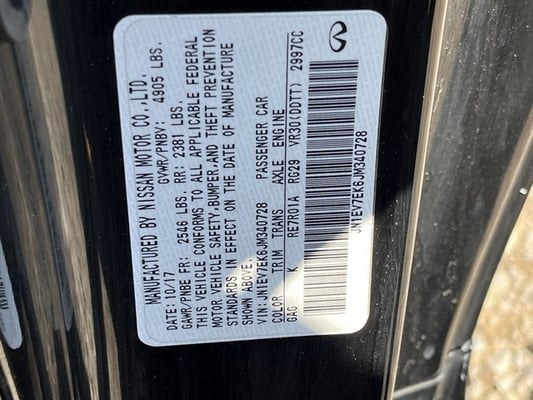 MANUFACTURED BY NISSAN MOTOR CO.,LTD.
DATE: 10/17 GVWR/PNBV: 4905 LBS.
GAWR/PNBE FR: 2546 LBS. RR: 2381 LBS.
THIS VEHICLE CONFORMS TO ALL APPLICABLE FEDERAL
MOTOR VEHICLE SAFETY,BUMPER,AND THEFT PREVENTION
STANDARDS IN EFFECT ON THE DATE OF MANUFACTURE
SHOWN ABOVE.
VIN: JN1EV7EK6JM340728 PASSENGER CAR
COLOR TRIM TRANS AXLE ENGINE
GAS K RE7R01A RG29 VR30(DDTT) 2997CC
JN1EV7EK6JM340728